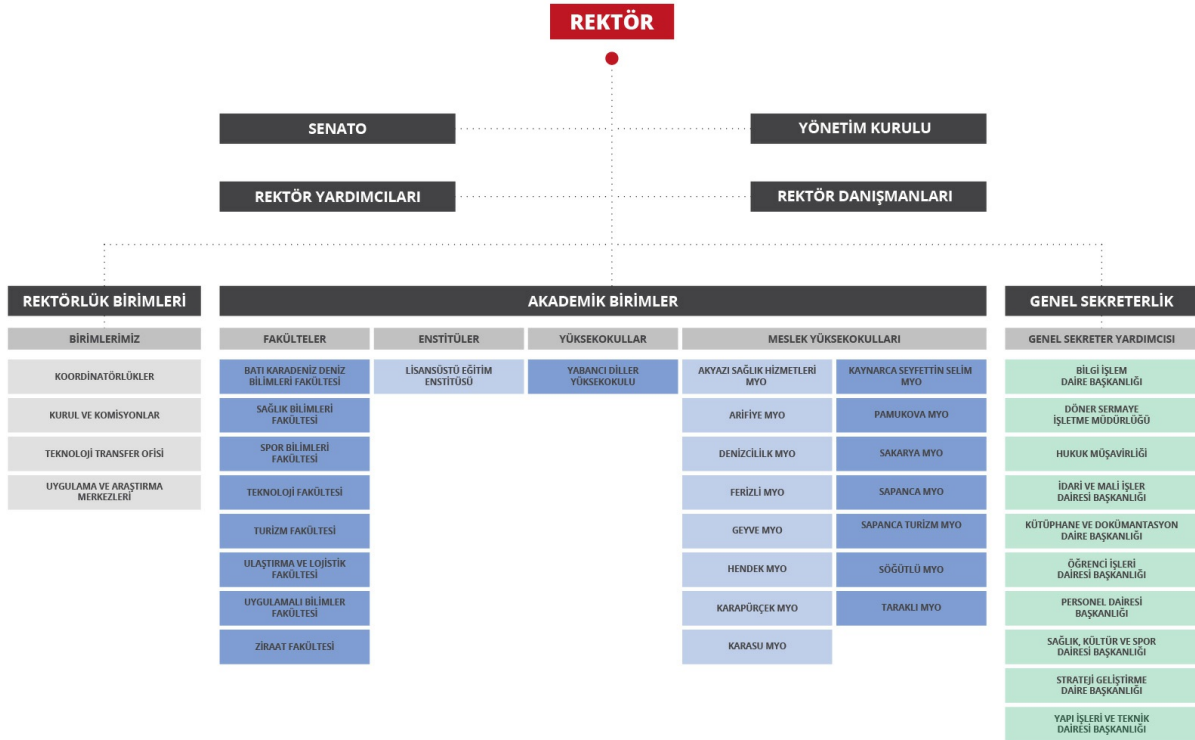 REKTÖR
SENATO
YÖNETİM KURULU
REKTÖR YARDIMCILARI
REKTÖR DANIŞMANLARI
REKTÖRLÜK BİRİMLERİ
BİRİMLERİMİZ
KOORDİNATÖRLÜKLER
KURUL VE KOMİSYONLAR
TEKNOLOJİ TRANSFER OFİSİ
UYGULAMA VE ARAŞTIRMA
MERKEZLERİ
AKADEMİK BİRİMLER
FAKÜLTELER
BATI KARADENİZ DENİZ
BİLİMLERİ FAKÜLTESİ
SAĞLIK BİLİMLERİ
FAKÜLTESİ
SPOR BİLİMLERİ
FAKÜLTESİ
TEKNOLOJİ FAKÜLTESİ
TURİZM FAKÜLTESİ
ULAŞTIRMA VE LOJİSTİK
FAKÜLTESİ
UYGULAMALI BİLİMLER
FAKÜLTESİ
ZİRAAT FAKÜLTESİ
ENSTİTÜLER
LİSANSÜSTÜ EĞİTİM
ENSTİTÜSÜ
YÜKSEKOKULLAR
YABANCI DİLLER
YÜKSEKOKULU
MESLEK YÜKSEKOKULLARI
AKYAZI SAĞLIK HİZMETLERİ
MYO
ARİFİYE MYO
DENİZCİLİLK MYO
FERİZLİ MYO
GEYVE MYO
HENDEK MYO
KARAPÜRÇEK MYO
KARASU MYO
KAYNARCA SEYFETTİN SELİM
MYO
PAMUKOVA MYO
SAKARYA MYO
SAPANCA MYO
SAPANCA TURİZM MYO
SÖĞÜTLÜ MYO
TARAKLI MYO
GENEL SEKRETERLİK
GENEL SEKRETER YARDIMCISI
BİLGİ İŞLEM
DAİRE BAŞKANLIĞI
DÖNER SERMAYE
İŞLETME MÜDÜRLÜĞÜ
HUKUK MÜŞAVİRLİĞİ
İDARİ VE MALİ İŞLER
DAİRESİ BAŞKANLIĞI
KÜTÜPHANE VE DOKÜMANTASYON
DAİRE BAŞKANLIĞI
ÖĞRENCİ İŞLERİ
DAİRESİ BAŞKANLIĞI
PERSONEL DAİRESİ
BAŞKANLIĞI
SAĞLIK, KÜLTÜR VE SPOR
DAİRESİ BAŞKANLIĞI
STRATEJİ GELİŞTİRME
DAİRE BAŞKANLIĞI
YAPI İŞLERİ VE TEKNİK
DAİRESİ BAŞKANLIĞI